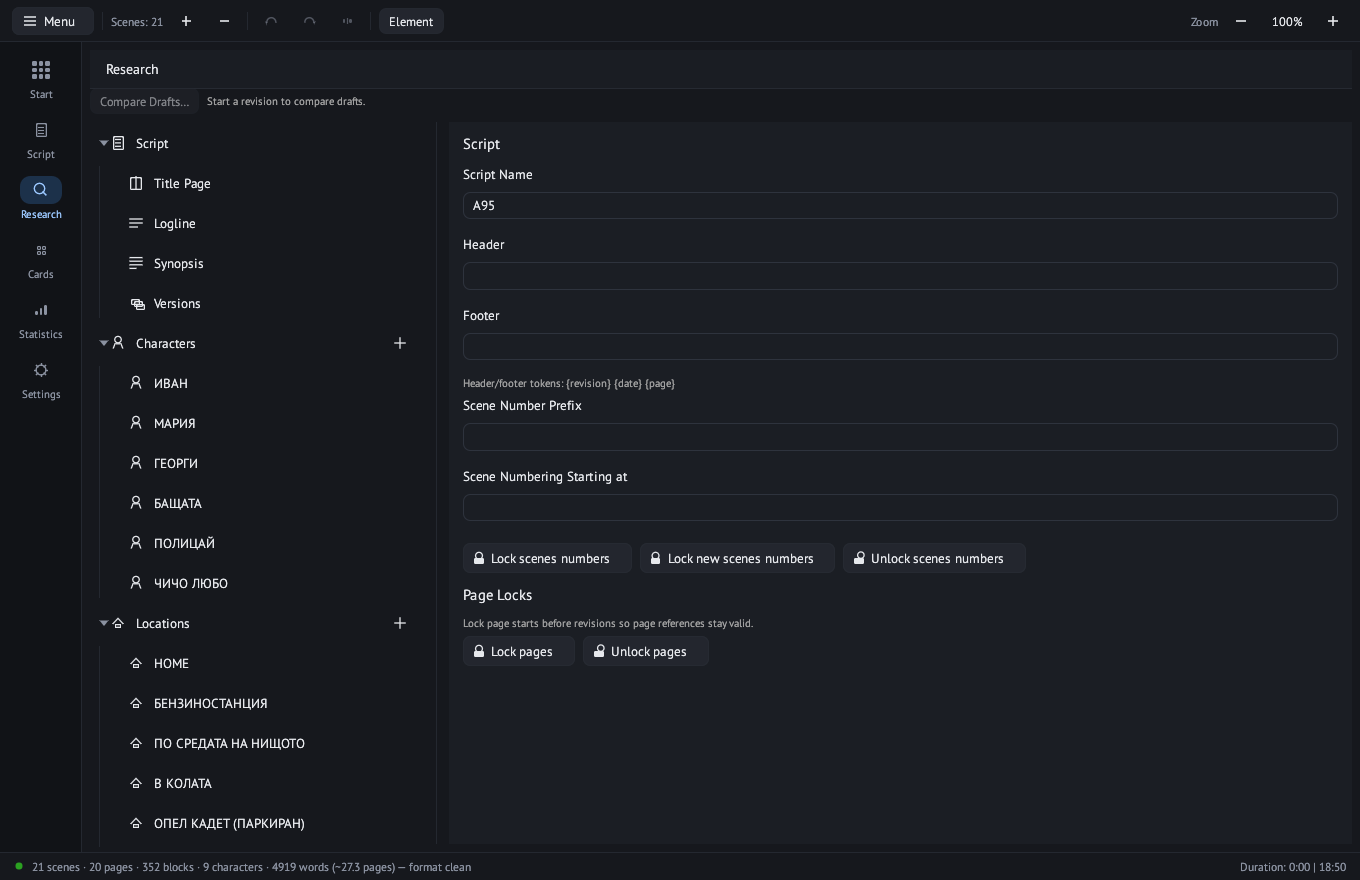 Menu
Scenes: 21
Element
Zoom
100%
Start
Script
Research
Cards
Statistics
Settings
Research
Compare Drafts...
Start a revision to compare drafts.
Script
Title Page
Logline
Synopsis
Versions
Characters
ИВАН
МАРИЯ
ГЕОРГИ
БАЩАТА
ПОЛИЦАЙ
ЧИЧО ЛЮБО
Locations
HOME
БЕНЗИНОСТАНЦИЯ
ПО СРЕДАТА НА НИЩОТО
В КОЛАТА
ОПЕЛ КАДЕТ (ПАРКИРАН)
Script
Script Name
A95
Header
Footer
Header/footer tokens: {revision} {date} {page}
Scene Number Prefix
Scene Numbering Starting at
Lock scenes numbers
Lock new scenes numbers
Unlock scenes numbers
Page Locks
Lock page starts before revisions so page references stay valid.
Lock pages
Unlock pages
21 scenes · 20 pages · 352 blocks · 9 characters · 4919 words (~27.3 pages) — format clean
Duration: 0:00 | 18:50